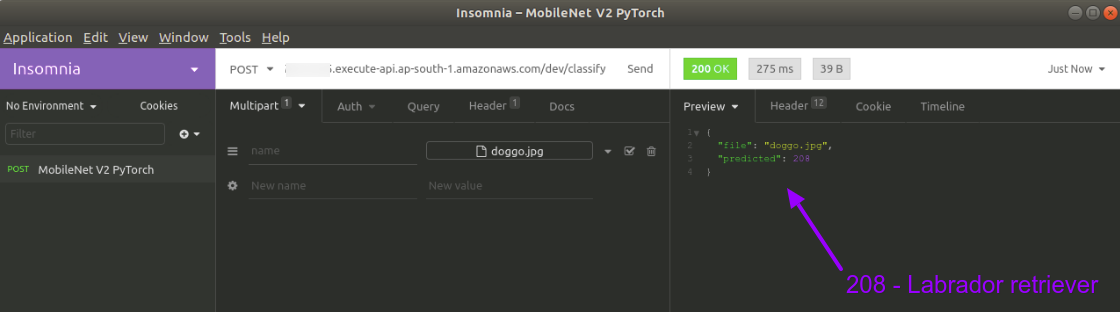 Insomnia – MobileNet V2 PyTorch
Application Edit View Window Tools Help
Insomnia
POST
.execute-api.ap-south-1.amazonaws.com/dev/classify
Send
200 OK
275 ms
39 B
Just Now
No Environment
Cookies
Multipart 1
Auth
Query
Header 1
Docs
Preview
Header 12
Cookie
Timeline
Filter
POST MobileNet V2 PyTorch
name
doggo.jpg
New name
New value
1 {
2 "file": "doggo.jpg",
3 "predicted": 208
4 }
208 - Labrador retriever